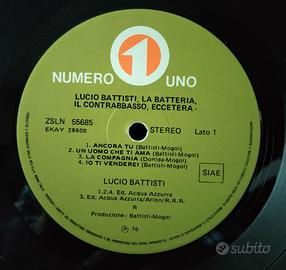 1
NUMERO UNO
LUCIO BATTISTI, LA BATTERIA,
IL CONTRABBASSO, ECCETERA
ZSLN 55685
EKAY 28800
STEREO
Lato 1
1. ANCORA TU (Battisti-Mogol)
2. UN UOMO CHE TI AMA (Battisti-Mogol)
3. LA COMPAGNIA (Donida-Mogol)
4. IO TI VENDEREI (Battisti-Mogol)
SIAE
LUCIO BATTISTI
1.2.4. Ed. Acqua Azzurra
3. Ed. Acqua Azzurra/Arion/R.R.R.
R
Produzione: Battisti-Mogol
℗ 76
subito